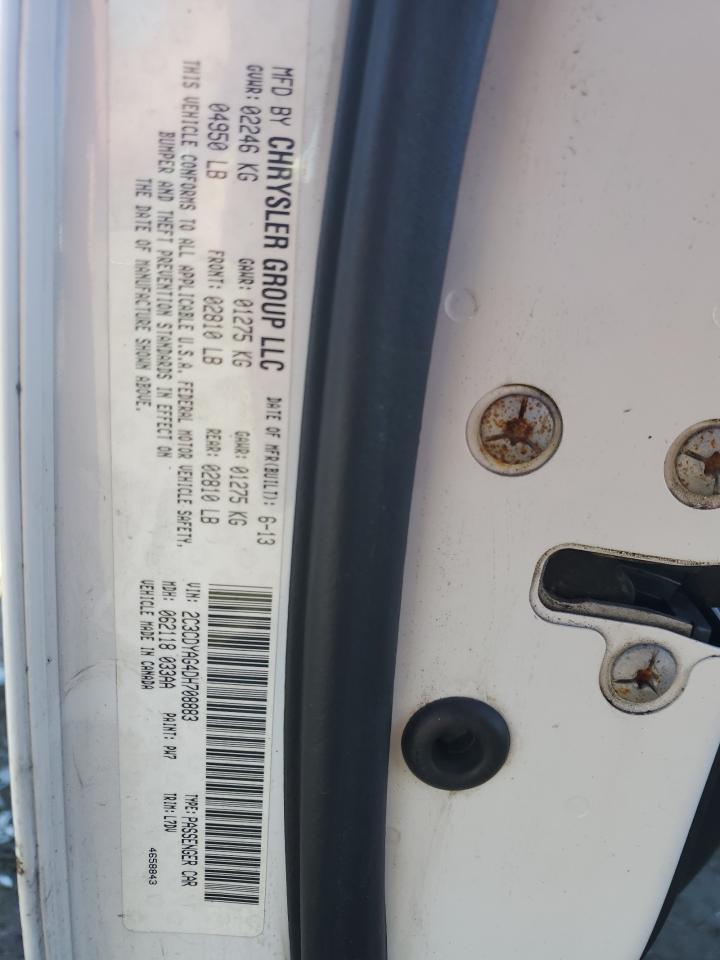 MFD BY CHRYSLER GROUP LLC DATE OF MFR(BUILT): 6-13
GVWR: 02246 KG GAWR: 01275 KG GAWR: 01275 KG
04950 LB FRONT: 02810 LB REAR: 02810 LB
THIS VEHICLE CONFORMS TO ALL APPLICABLE U.S.A. FEDERAL MOTOR VEHICLE SAFETY,
BUMPER AND THEFT PREVENTION STANDARDS IN EFFECT ON
THE DATE OF MANUFACTURE SHOWN ABOVE.
VIN: 2C3CDYAG4DH708883 TYPE: PASSENGER CAR
MDH: 062118 033AA PAINT: PW7 TRIM: L7DV
VEHICLE MADE IN CANADA 4658843